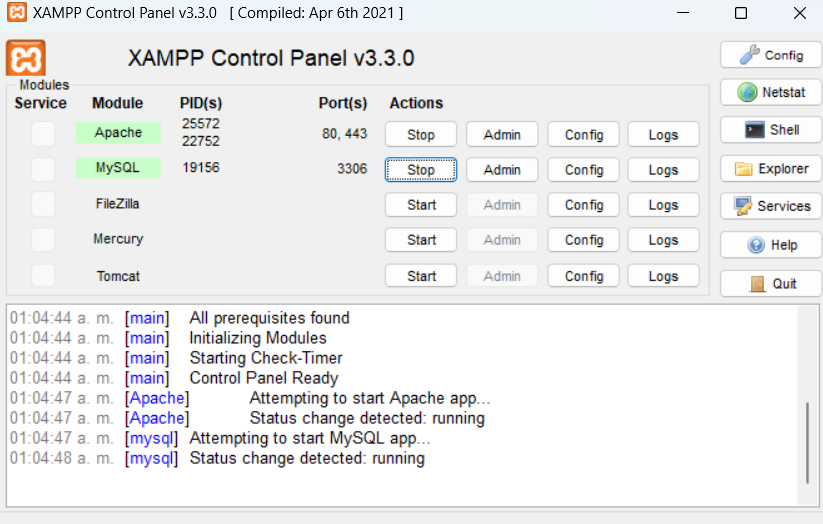 XAMPP Control Panel v3.3.0 [ Compiled: Apr 6th 2021 ]
XAMPP Control Panel v3.3.0
Config
Modules
Service Module PID(s) Port(s) Actions
Netstat
Apache 25572 22752 80, 443 Stop Admin Config Logs
Shell
MySQL 19156 3306 Stop Admin Config Logs
Explorer
FileZilla Start Admin Config Logs
Services
Mercury Start Admin Config Logs
Help
Tomcat Start Admin Config Logs
Quit
01:04:44 a. m. [main] All prerequisites found
01:04:44 a. m. [main] Initializing Modules
01:04:44 a. m. [main] Starting Check-Timer
01:04:44 a. m. [main] Control Panel Ready
01:04:47 a. m. [Apache] Attempting to start Apache app...
01:04:47 a. m. [Apache] Status change detected: running
01:04:47 a. m. [mysql] Attempting to start MySQL app...
01:04:48 a. m. [mysql] Status change detected: running